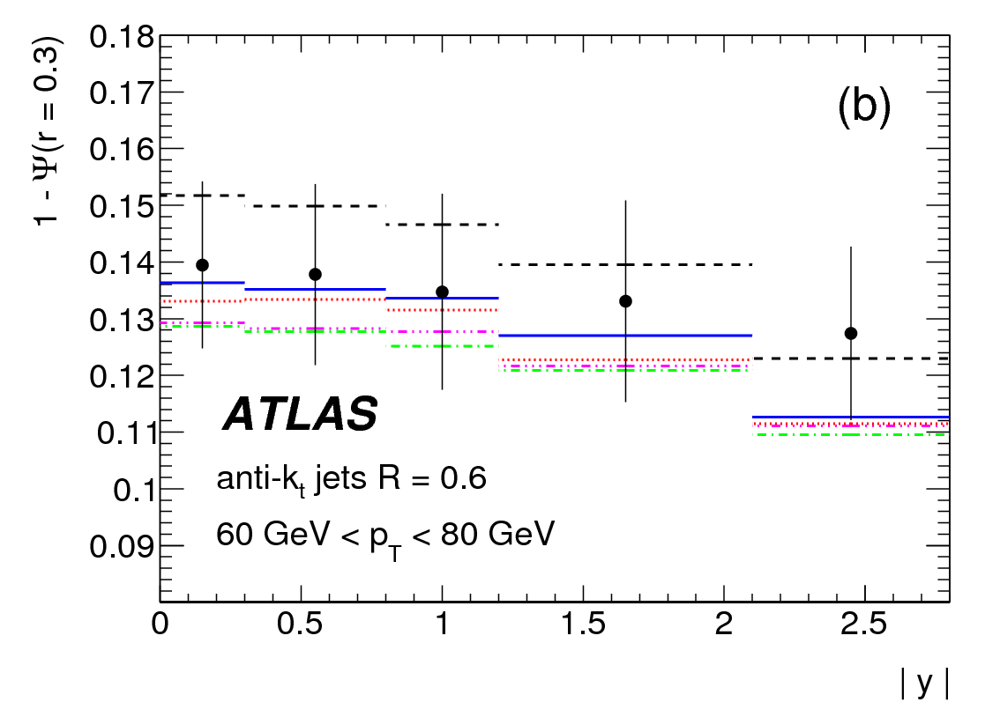 1 - Ψ(r = 0.3)
0.18
0.17
0.16
0.15
0.14
0.13
0.12
0.11
0.1
0.09
(b)
ATLAS
anti-kt jets R = 0.6
60 GeV < pT < 80 GeV
0 0.5 1 1.5 2 2.5
| y |